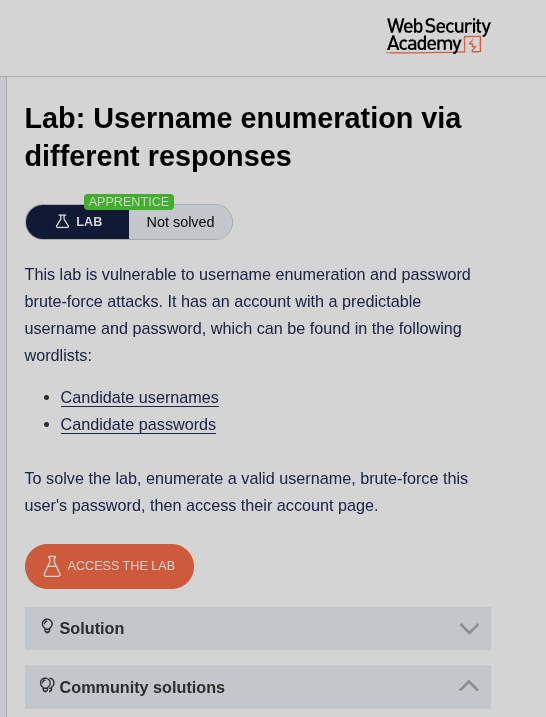 Web Security
Academy
Lab: Username enumeration via
different responses
APPRENTICE
LAB Not solved
This lab is vulnerable to username enumeration and password
brute-force attacks. It has an account with a predictable
username and password, which can be found in the following
wordlists:
Candidate usernames
Candidate passwords
To solve the lab, enumerate a valid username, brute-force this
user's password, then access their account page.
ACCESS THE LAB
Solution
Community solutions